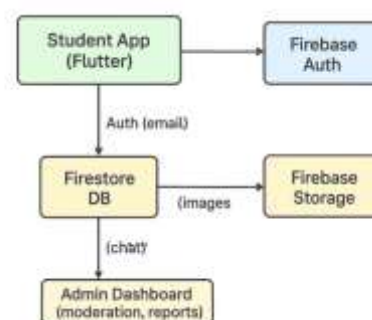 Student App
(Flutter)
Firebase
Auth
Auth (email)
Firestore
DB
(images
Firebase
Storage
(chat)
Admin Dashboard
(moderation, reports)